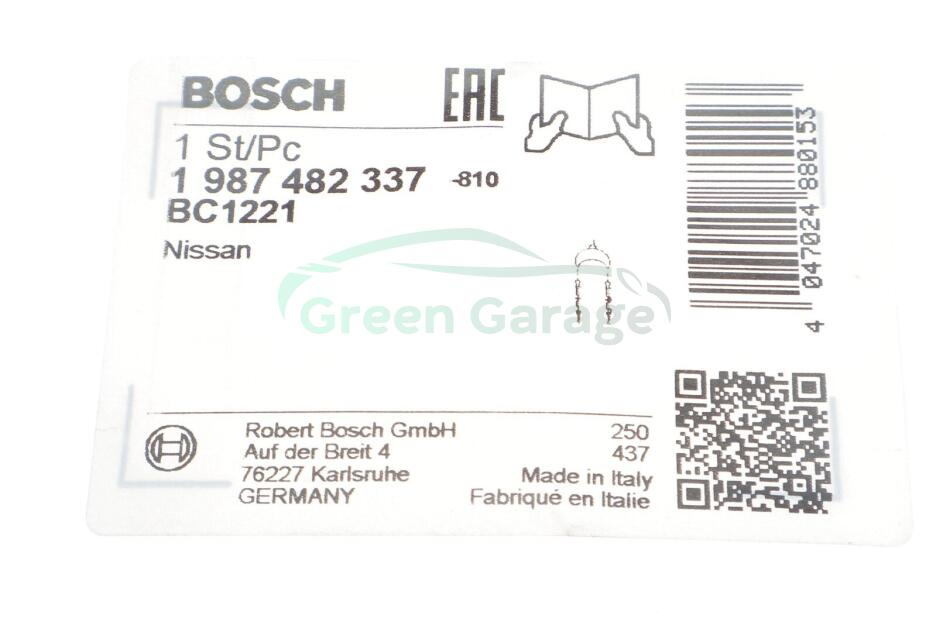 BOSCH
EAC
1 St/Pc
1 987 482 337 -810
BC1221
Nissan
Green Garage
4 047024 880153
Robert Bosch GmbH
Auf der Breit 4
76227 Karlsruhe
GERMANY
250
437
Made in Italy
Fabriqué en Italie